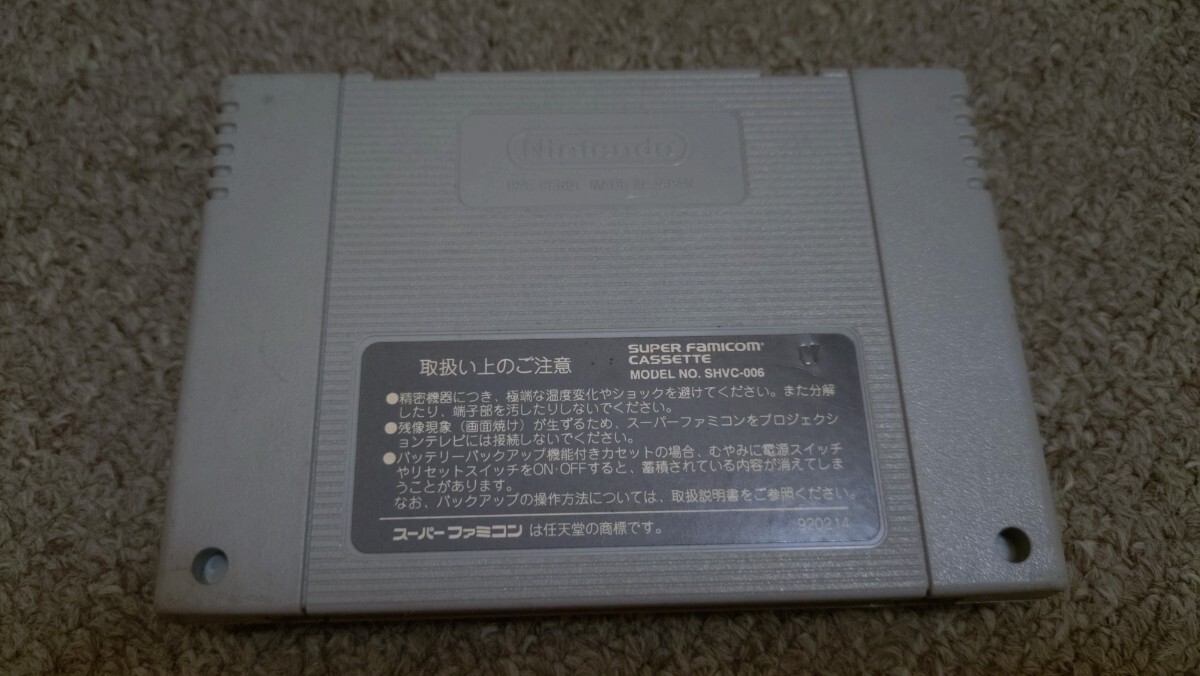 Nintendo
PAT. PEND. MADE IN JAPAN
取扱い上のご注意
SUPER FAMICOM
CASSETTE
MODEL NO. SHVC-006
●精密機器につき、極端な温度変化やショックを避けてください。また分解
したり、端子部を汚したりしないでください。
●残像現象（画面焼け）が生ずるため、スーパーファミコンをプロジェクシ
ョンテレビには接続しないでください。
●バッテリーバックアップ機能付きカセットの場合、むやみに電源スイッチ
やリセットスイッチをON·OFFすると、蓄積されている内容が消えてしま
うことがあります。
なお、バックアップの操作方法については、取扱説明書をご参照ください。
スーパーファミコン は任天堂の商標です。
920214